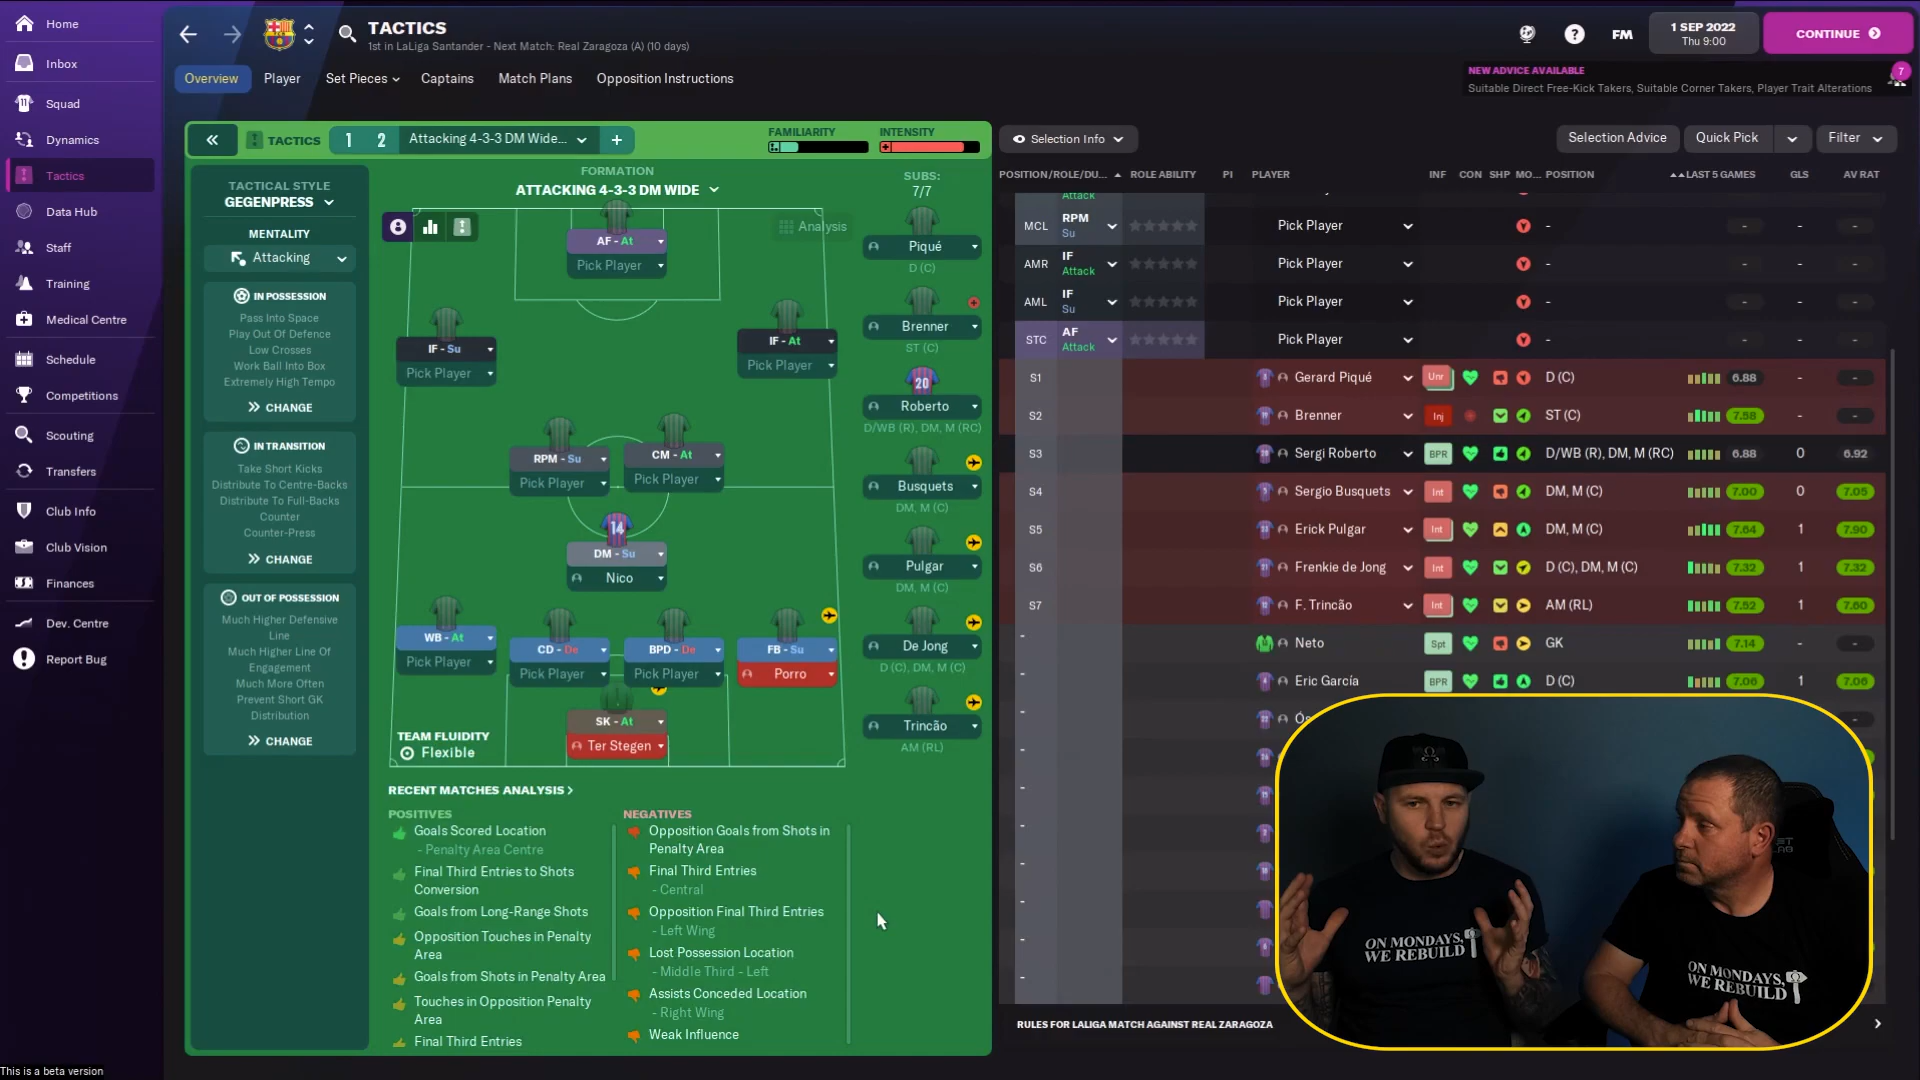 Home
Inbox
Squad
Dynamics
Tactics
Data Hub
Staff
Training
Medical Centre
Schedule
Competitions
Scouting
Transfers
Club Info
Club Vision
Finances
Dev. Centre
Report Bug
This is a beta version
TACTICS
1st in LaLiga Santander - Next Match: Real Zaragoza (A) (10 days)
FM
1 SEP 2022
Thu 9:00
CONTINUE
Overview
Player
Set Pieces
Captains
Match Plans
Opposition Instructions
NEW ADVICE AVAILABLE
7
Suitable Direct Free-Kick Takers, Suitable Corner Takers, Player Trait Alterations
TACTICS
1 2
Attacking 4-3-3 DM Wide...
FAMILIARITY
INTENSITY
TACTICAL STYLE
GEGENPRESS
MENTALITY
Attacking
IN POSSESSION
Pass Into Space
Play Out Of Defence
Low Crosses
Work Ball Into Box
Extremely High Tempo
CHANGE
IN TRANSITION
Take Short Kicks
Distribute To Centre-Backs
Distribute To Full-Backs
Counter
Counter-Press
CHANGE
OUT OF POSSESSION
Much Higher Defensive
Line
Much Higher Line Of
Engagement
Much More Often
Prevent Short GK
Distribution
CHANGE
FORMATION
ATTACKING 4-3-3 DM WIDE
Analysis
AF - At
Pick Player
IF - Su
Pick Player
IF - At
Pick Player
RPM - Su
Pick Player
CM - At
Pick Player
14
DM - Su
Nico
WB - At
Pick Player
CD - De
Pick Player
BPD - De
Pick Player
FB - Su
Porro
SK - At
Ter Stegen
TEAM FLUIDITY
Flexible
SUBS:
7/7
Piqué
D (C)
Brenner
ST (C)
20
Roberto
D/WB (R), DM, M (RC)
Busquets
DM, M (C)
Pulgar
DM, M (C)
De Jong
D (C), DM, M (C)
Trincão
AM (RL)
RECENT MATCHES ANALYSIS
POSITIVES
Goals Scored Location
- Penalty Area Centre
Final Third Entries to Shots
Conversion
Goals from Long-Range Shots
Opposition Touches in Penalty
Area
Goals from Shots in Penalty Area
Touches in Opposition Penalty
Area
Final Third Entries
NEGATIVES
Opposition Goals from Shots in
Penalty Area
Final Third Entries
- Central
Opposition Final Third Entries
- Left Wing
Lost Possession Location
- Middle Third - Left
Assists Conceded Location
- Right Wing
Weak Influence
Selection Info
Selection Advice
Quick Pick
Filter
POSITION/ROLE/DU... ROLE ABILITY PI PLAYER INF CON SHP MO... POSITION LAST 5 GAMES GLS AV RAT
Attack
MCL RPM Su Pick Player - - - -
AMR IF Attack Pick Player - - - -
AML IF Su Pick Player - - - -
STC AF Attack Pick Player - - - -
S1 Gerard Piqué Unr D (C) 6.88 - -
S2 Brenner Inj ST (C) 7.58 - -
S3 Sergi Roberto BPR D/WB (R), DM, M (RC) 6.88 0 6.92
S4 Sergio Busquets Int DM, M (C) 7.00 0 7.05
S5 Erick Pulgar Int DM, M (C) 7.64 1 7.90
S6 Frenkie de Jong Int D (C), DM, M (C) 7.32 1 7.32
S7 F. Trincão Int AM (RL) 7.52 1 7.60
- Neto Spt GK 7.14 - -
- Eric García BPR D (C) 7.06 1 7.06
RULES FOR LALIGA MATCH AGAINST REAL ZARAGOZA
ON MONDAYS,
WE REBUILD
ON MONDAYS,
WE REBUILD